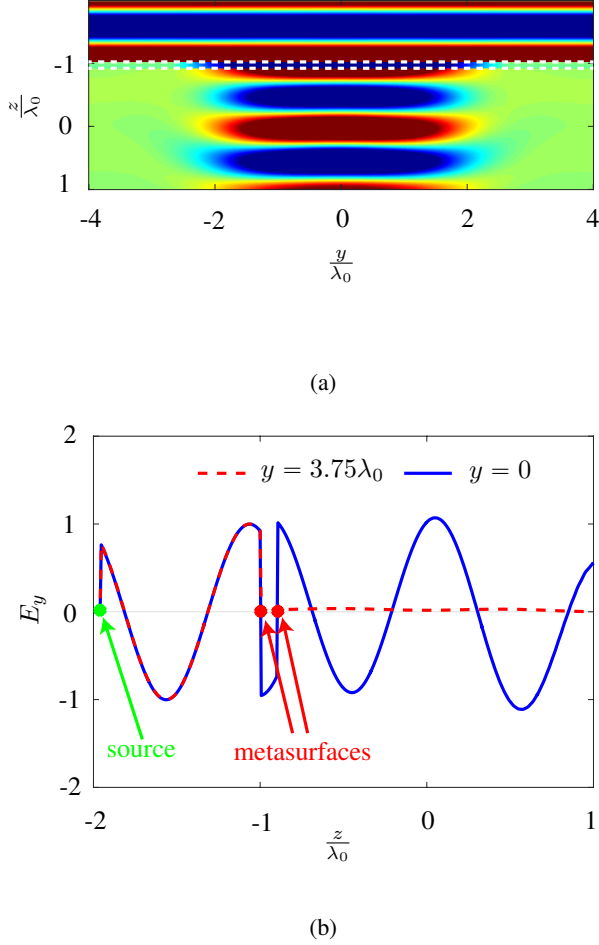 -1
z/λ₀
0
1
-4
-2
0
2
4
y/λ₀
(a)
2
y = 3.75λ₀
y = 0
1
E_y
0
-1
source
metasurfaces
-2
-2
-1
z/λ₀
0
1
(b)